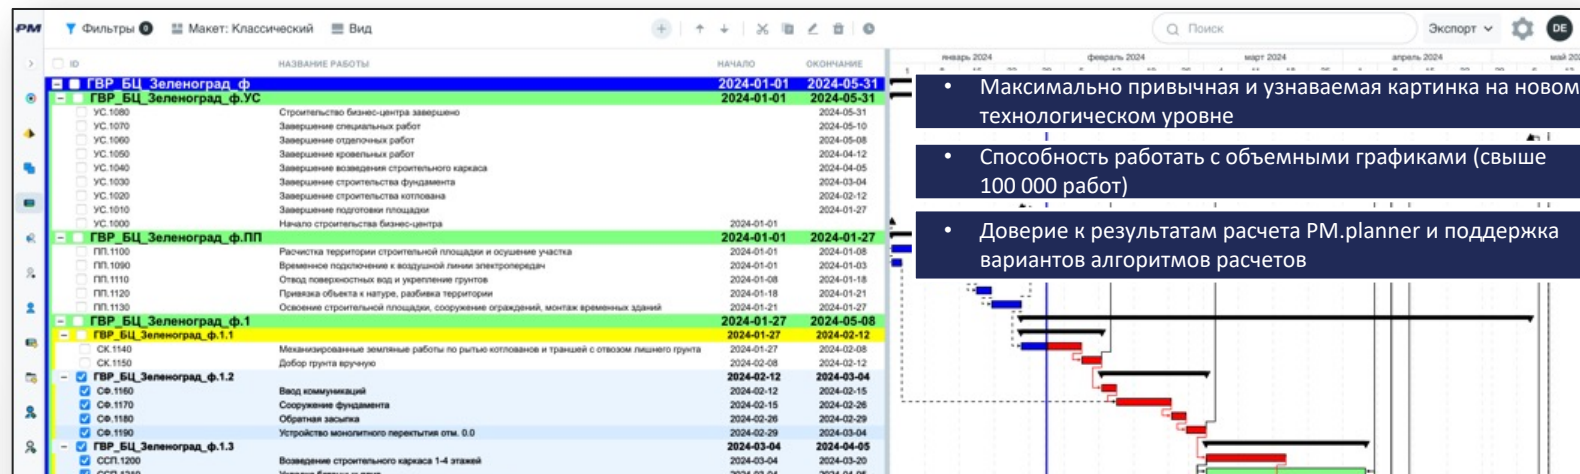 PM Фильтры 0 Макет: Классический Вид Поиск Экспорт DE
ID НАЗВАНИЕ РАБОТЫ НАЧАЛО ОКОНЧАНИЕ январь 2024 февраль 2024 март 2024 апрель 2024 май 202
ГВР_БЦ_Зеленоград_ф 2024-01-01 2024-05-31
ГВР_БЦ_Зеленоград_ф.УС 2024-01-01 2024-05-31
УС.1080 Строительство бизнес-центра завершено 2024-05-31
УС.1070 Завершение специальных работ 2024-05-10
УС.1060 Завершение отделочных работ 2024-05-08
УС.1050 Завершение кровельных работ 2024-04-12
УС.1040 Завершение возведения строительного каркаса 2024-04-05
УС.1030 Завершение строительства фундамента 2024-03-04
УС.1020 Завершение строительства котлована 2024-02-12
УС.1010 Завершение подготовки площадки 2024-01-27
УС.1000 Начало строительства бизнес-центра 2024-01-01
ГВР_БЦ_Зеленоград_ф.ПП 2024-01-01 2024-01-27
ПП.1100 Расчистка территории строительной площадки и осушение участка 2024-01-01 2024-01-08
ПП.1090 Временное подключение к воздушной линии электропередач 2024-01-01 2024-01-03
ПП.1110 Отвод поверхностных вод и укрепление грунтов 2024-01-08 2024-01-18
ПП.1120 Привязка объекта к натуре, разбивка территории 2024-01-18 2024-01-21
ПП.1130 Освоение строительной площадки, сооружение ограждений, монтаж временных зданий 2024-01-21 2024-01-27
ГВР_БЦ_Зеленоград_ф.1 2024-01-27 2024-05-08
ГВР_БЦ_Зеленоград_ф.1.1 2024-01-27 2024-02-12
СК.1140 Механизированные земляные работы по рытью котлованов и траншей с отвозом лишнего грунта 2024-01-27 2024-02-08
СК.1150 Добор грунта вручную 2024-02-08 2024-02-12
ГВР_БЦ_Зеленоград_ф.1.2 2024-02-12 2024-03-04
СФ.1160 Ввод коммуникаций 2024-02-12 2024-02-15
СФ.1170 Сооружение фундамента 2024-02-15 2024-02-26
СФ.1180 Обратная засыпка 2024-02-26 2024-02-29
СФ.1190 Устройство монолитного перектытия отм. 0.0 2024-02-29 2024-03-04
ГВР_БЦ_Зеленоград_ф.1.3 2024-03-04 2024-04-05
ССП.1200 Возведение строительного каркаса 1-4 этажей 2024-03-04 2024-03-20
• Максимально привычная и узнаваемая картинка на новом
технологическом уровне
• Способность работать с объемными графиками (свыше
100 000 работ)
• Доверие к результатам расчета PM.planner и поддержка
вариантов алгоритмов расчетов